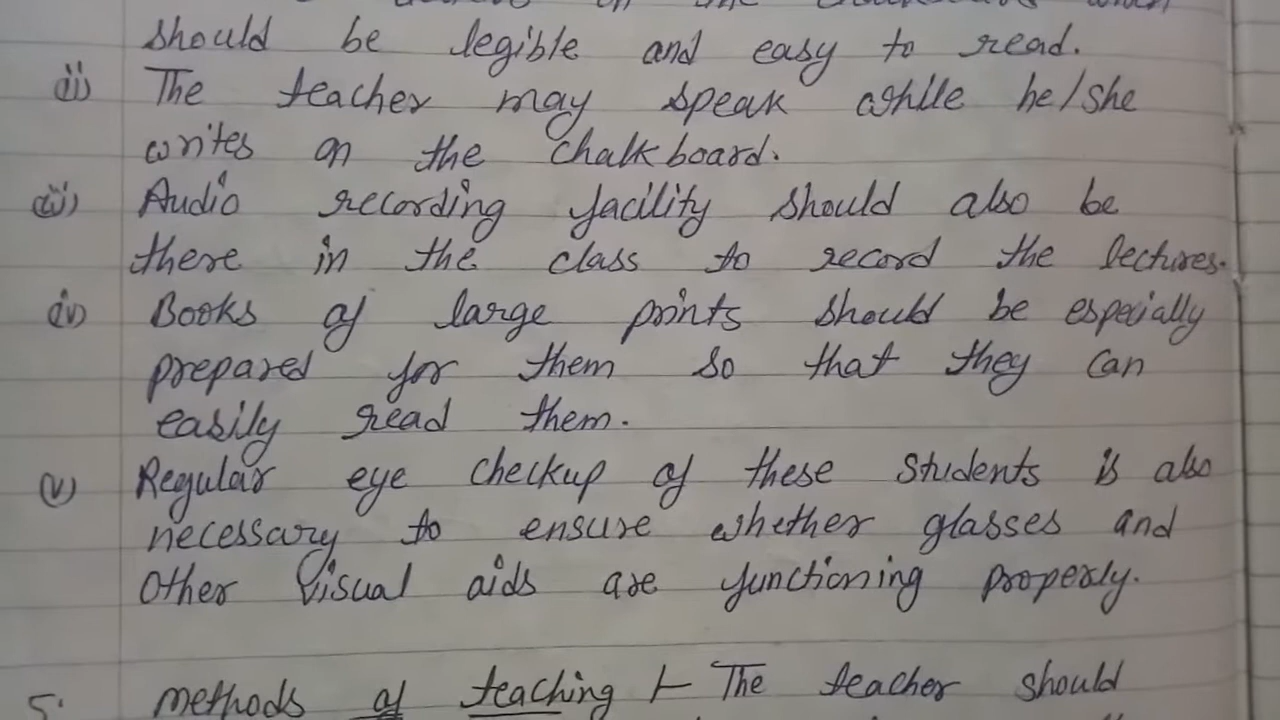 should be legible and easy to read.
(ii) The teacher may speak while he/she
writes on the chalkboard.
(iii) Audio recording facility should also be
there in the class to record the lectures.
(iv) Books of large prints should be especially
prepared for them so that they can
easily read them.
(v) Regular eye checkup of these students is also
necessary to ensure whether glasses and
other visual aids are functioning properly.
5. methods of teaching :- The teacher should